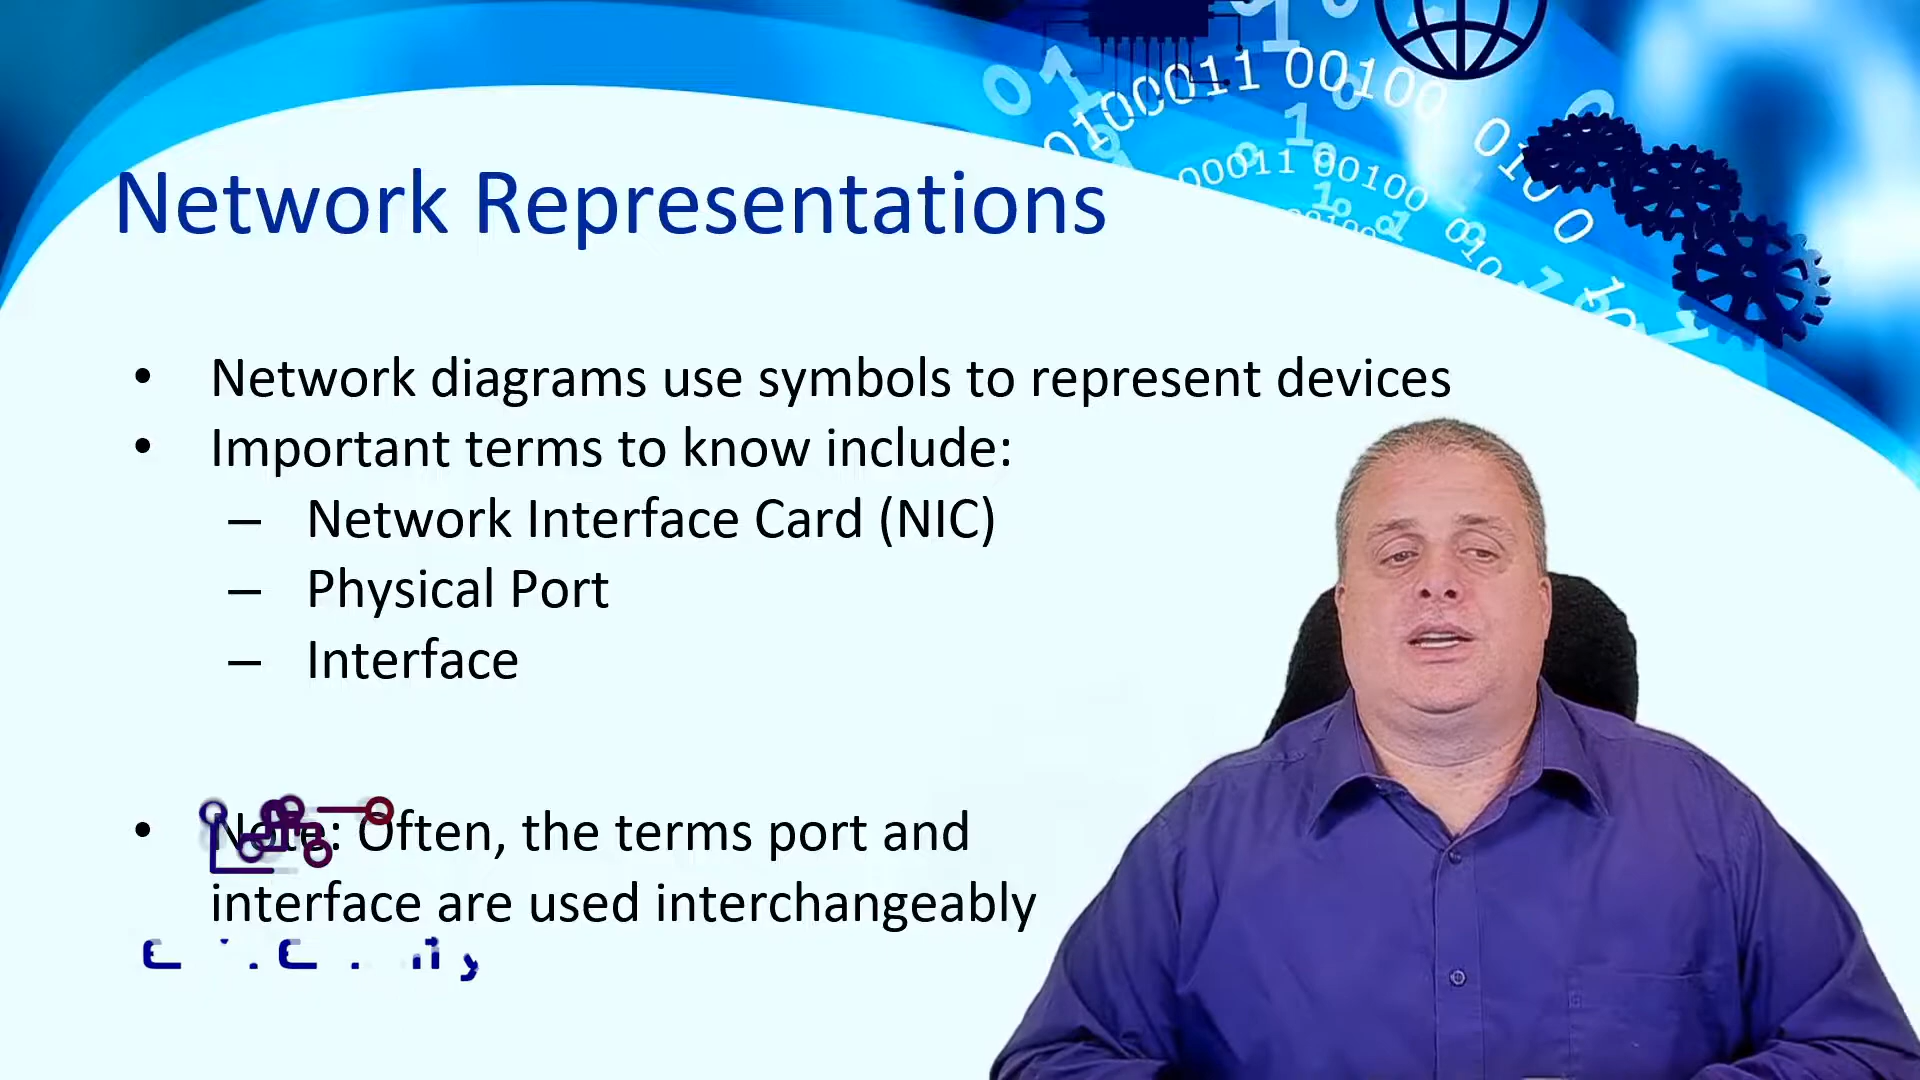 Network Representations
• Network diagrams use symbols to represent devices
• Important terms to know include:
– Network Interface Card (NIC)
– Physical Port
– Interface
• Note: Often, the terms port and
interface are used interchangeably